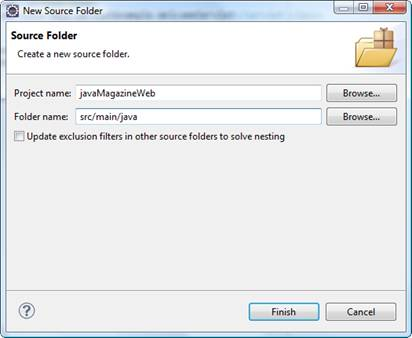 New Source Folder
Source Folder
Create a new source folder.
Project name: javaMagazineWeb Browse...
Folder name: src/main/java Browse...
Update exclusion filters in other source folders to solve nesting
? Finish Cancel